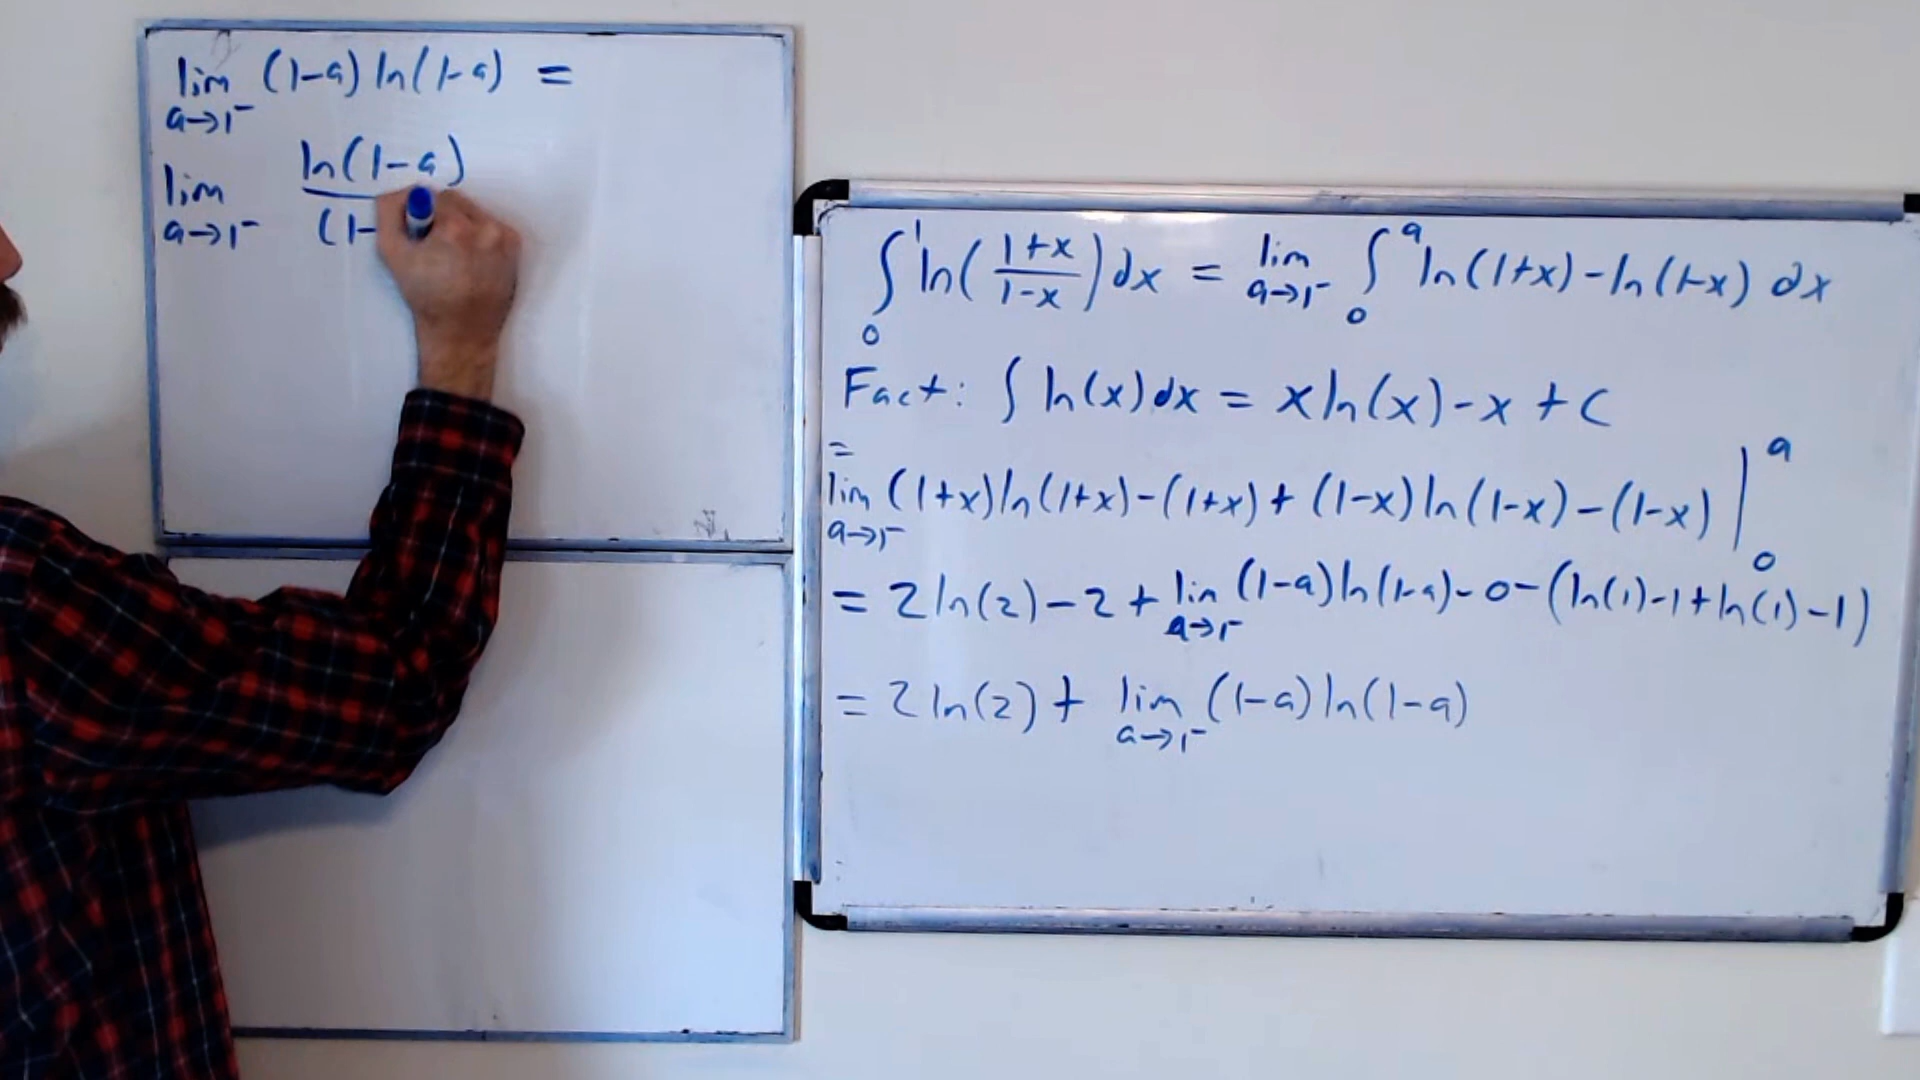 lim (1-a) ln(1-a) =
a→1⁻
lim ln(1-a)
a→1⁻ (1-
∫₀¹ ln((1+x)/(1-x)) dx = lim a→1⁻ ∫₀ᵃ ln(1+x) - ln(1-x) dx
Fact: ∫ ln(x) dx = x ln(x) - x + C
=
lim a→1⁻ (1+x) ln(1+x) - (1+x) + (1-x) ln(1-x) - (1-x) |₀ᵃ
= 2 ln(2) - 2 + lim a→1⁻ (1-a) ln(1-a) - 0 - (ln(1) - 1 + ln(1) - 1)
= 2 ln(2) + lim a→1⁻ (1-a) ln(1-a)